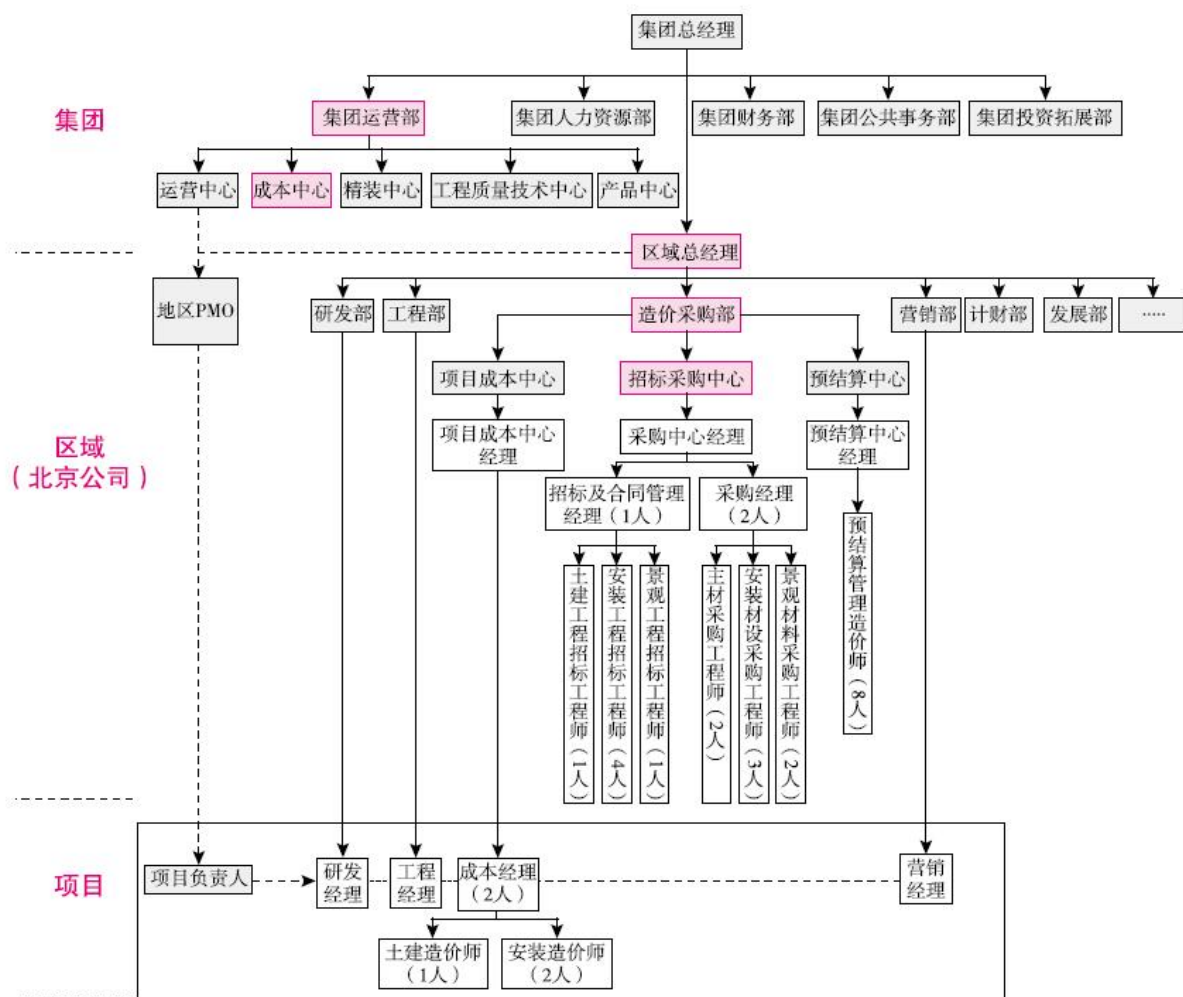 集团总经理
集团
集团运营部
集团人力资源部
集团财务部
集团公共事务部
集团投资拓展部
运营中心
成本中心
精装中心
工程质量技术中心
产品中心
区域总经理
地区PMO
研发部
工程部
造价采购部
营销部
计财部
发展部
.....
项目成本中心
招标采购中心
预结算中心
区域
（北京公司）
项目成本中心
经理
采购中心经理
预结算中心
经理
招标及合同管理
经理（1人）
采购经理
（2人）
土建工程招标工程师（1人）
安装工程招标工程师（4人）
景观工程招标工程师（1人）
主材采购工程师（2人）
安装材设采购工程师（3人）
景观材料采购工程师（2人）
预结算管理造价师（8人）
项目
项目负责人
研发
经理
工程
经理
成本经理
（2人）
营销
经理
土建造价师
（1人）
安装造价师
（2人）